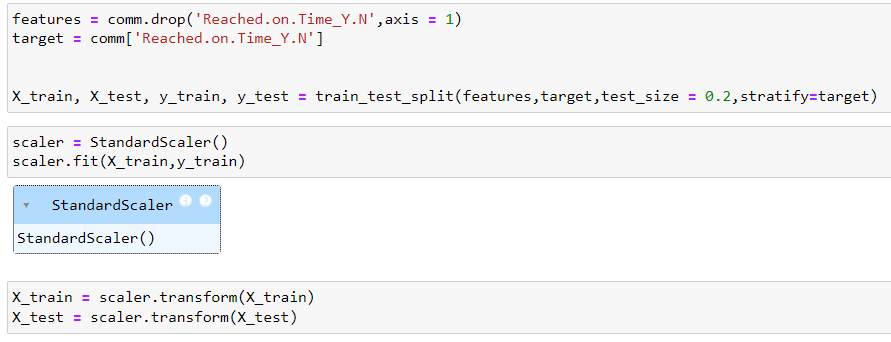 features = comm.drop('Reached.on.Time_Y.N',axis = 1)
target = comm['Reached.on.Time_Y.N']
X_train, X_test, y_train, y_test = train_test_split(features,target,test_size = 0.2,stratify=target)
scaler = StandardScaler()
scaler.fit(X_train,y_train)
▾ StandardScaler i ?
StandardScaler()
X_train = scaler.transform(X_train)
X_test = scaler.transform(X_test)